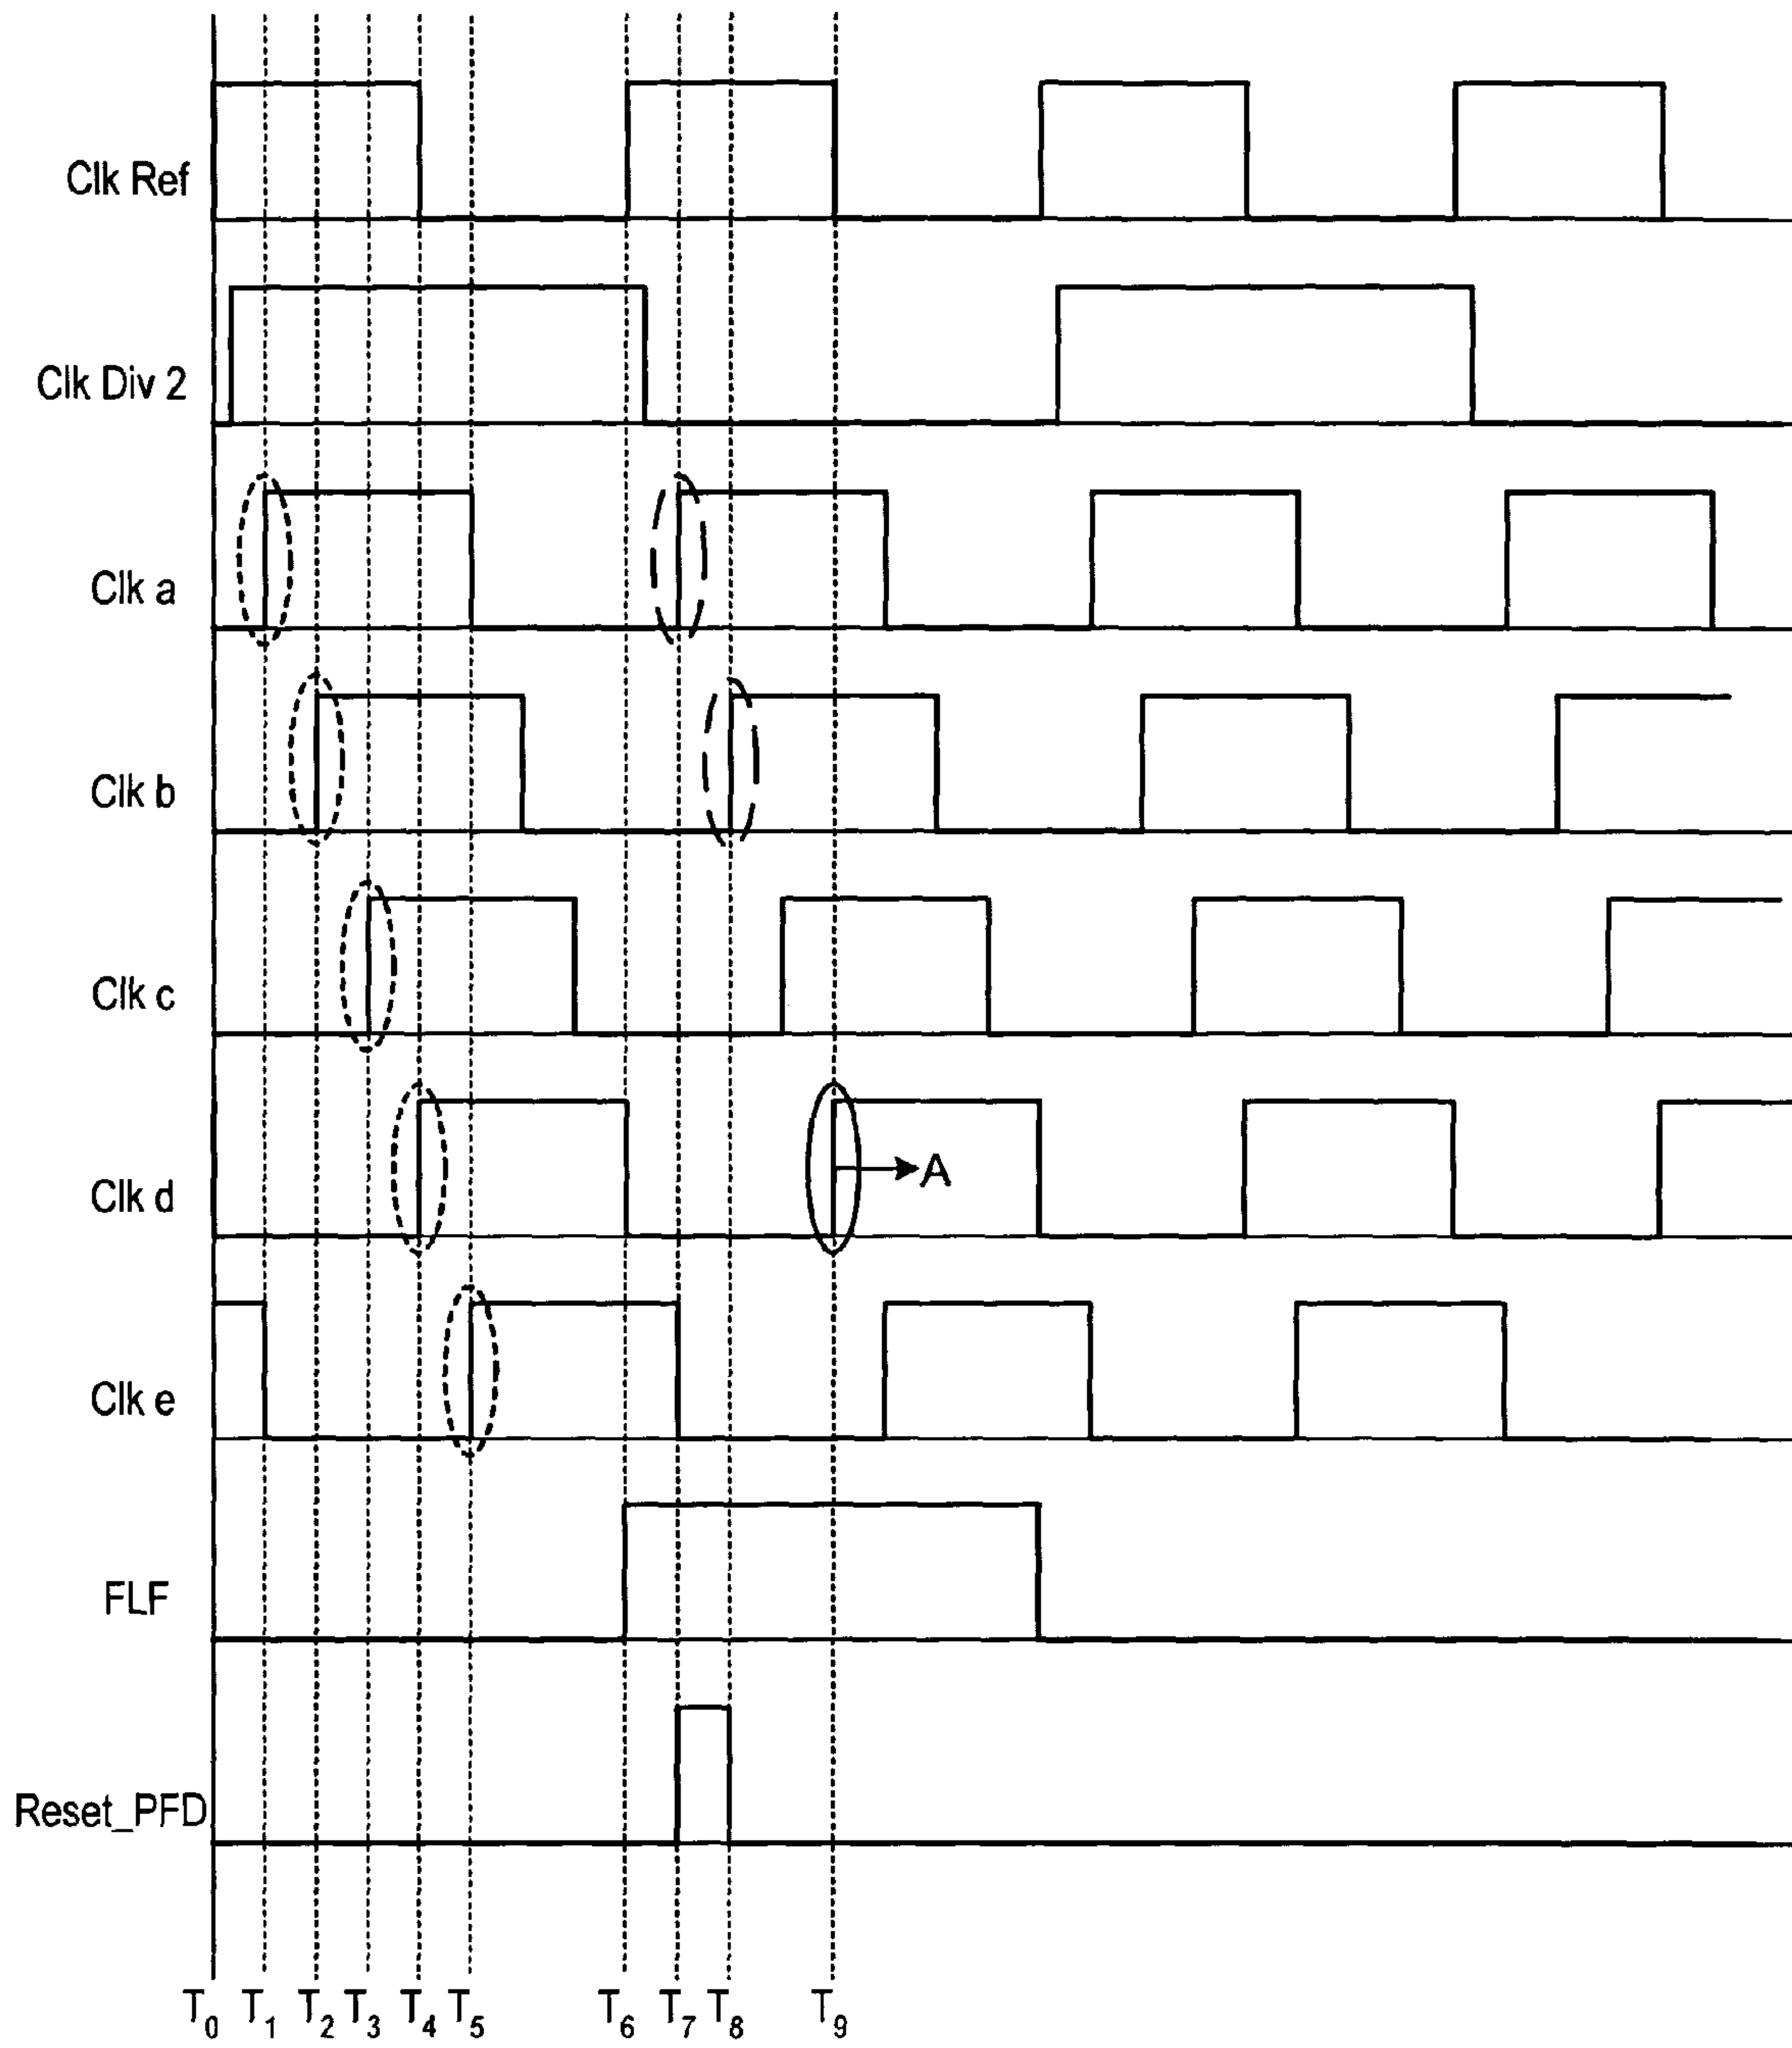 Clk Ref
Clk Div 2
Clk a
Clk b
Clk c
Clk d
A
Clk e
FLF
Reset_PFD
T0 T1 T2 T3 T4 T5 T6 T7 T8 T9